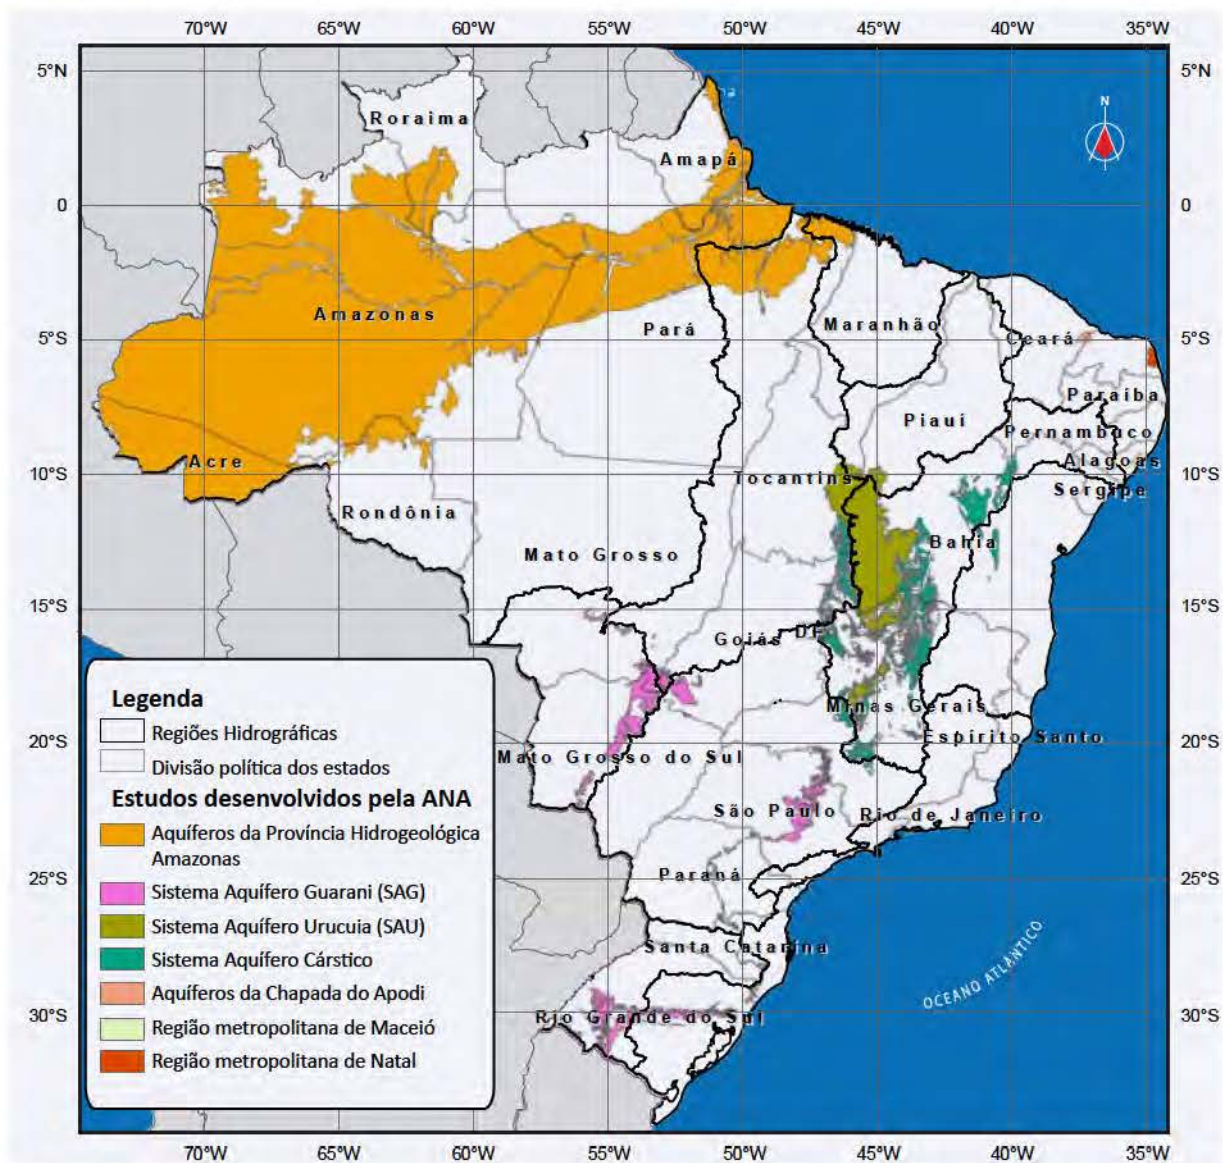 70°W 65°W 60°W 55°W 50°W 45°W 40°W 35°W
5°N 5°N
Roraima
N
Amapá
0 0
Amazonas
Pará
Maranhão
Ceará
5°S 5°S
Paraíba
Piauí
Pernambuco
Acre
Alagoas
10°S 10°S
Tocantins
Sergipe
Rondônia
Bahia
Mato Grosso
15°S 15°S
Goiás
DF
Minas Gerais
Espírito Santo
20°S 20°S
Mato Grosso do Sul
São Paulo
Rio de Janeiro
Paraná
25°S 25°S
Santa Catarina
OCEANO ATLÂNTICO
Rio Grande do Sul
30°S 30°S
Legenda
Regiões Hidrográficas
Divisão política dos estados
Estudos desenvolvidos pela ANA
Aquíferos da Província Hidrogeológica
Amazonas
Sistema Aquífero Guarani (SAG)
Sistema Aquífero Urucuia (SAU)
Sistema Aquífero Cárstico
Aquíferos da Chapada do Apodi
Região metropolitana de Maceió
Região metropolitana de Natal
70°W 65°W 60°W 55°W 50°W 45°W 40°W 35°W